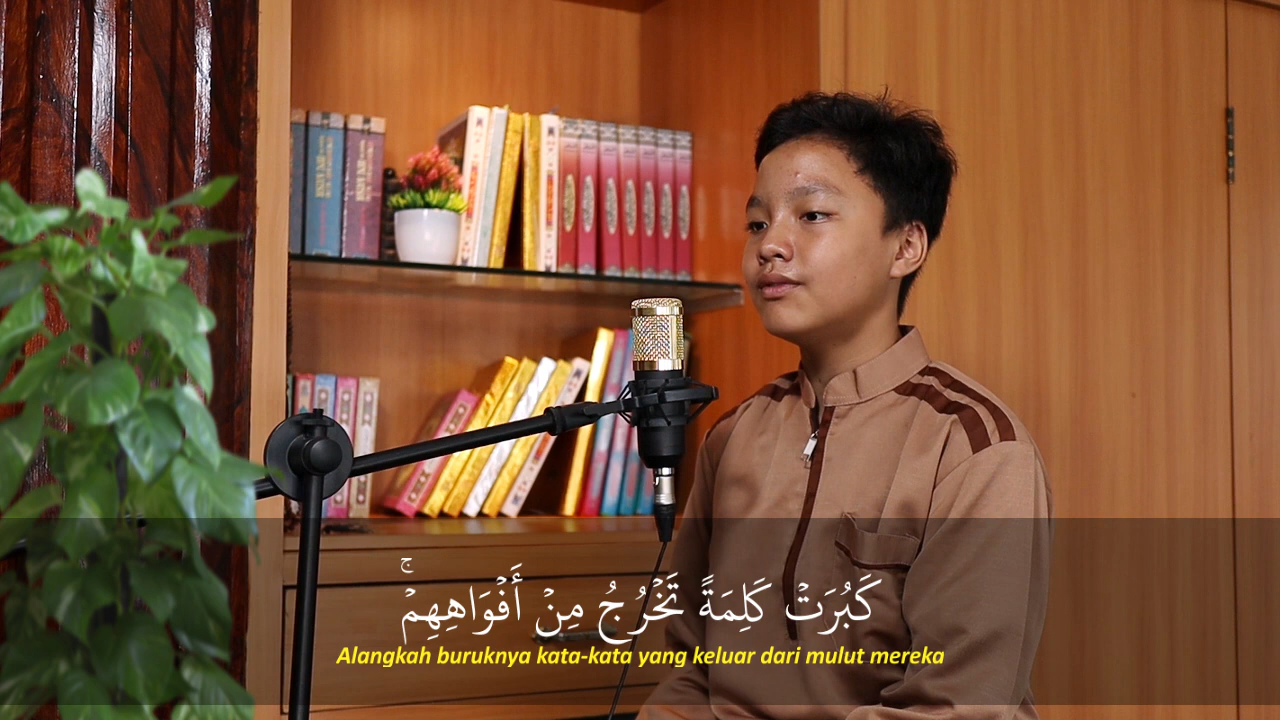 كَبُرَتْ كَلِمَةً تَخْرُجُ مِنْ أَفْوَاهِهِمْ ۚ
Alangkah buruknya kata-kata yang keluar dari mulut mereka